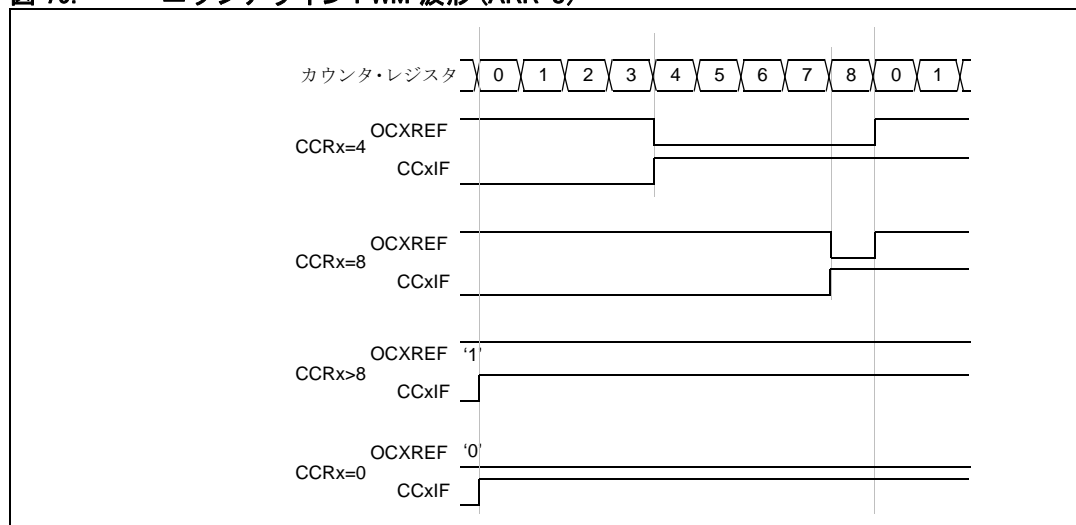 カウンタ・レジスタ 0 1 2 3 4 5 6 7 8 0 1
OCXREF
CCRx=4
CCxIF
OCXREF
CCRx=8
CCxIF
OCXREF ‘1’
CCRx>8
CCxIF
OCXREF ‘0’
CCRx=0
CCxIF